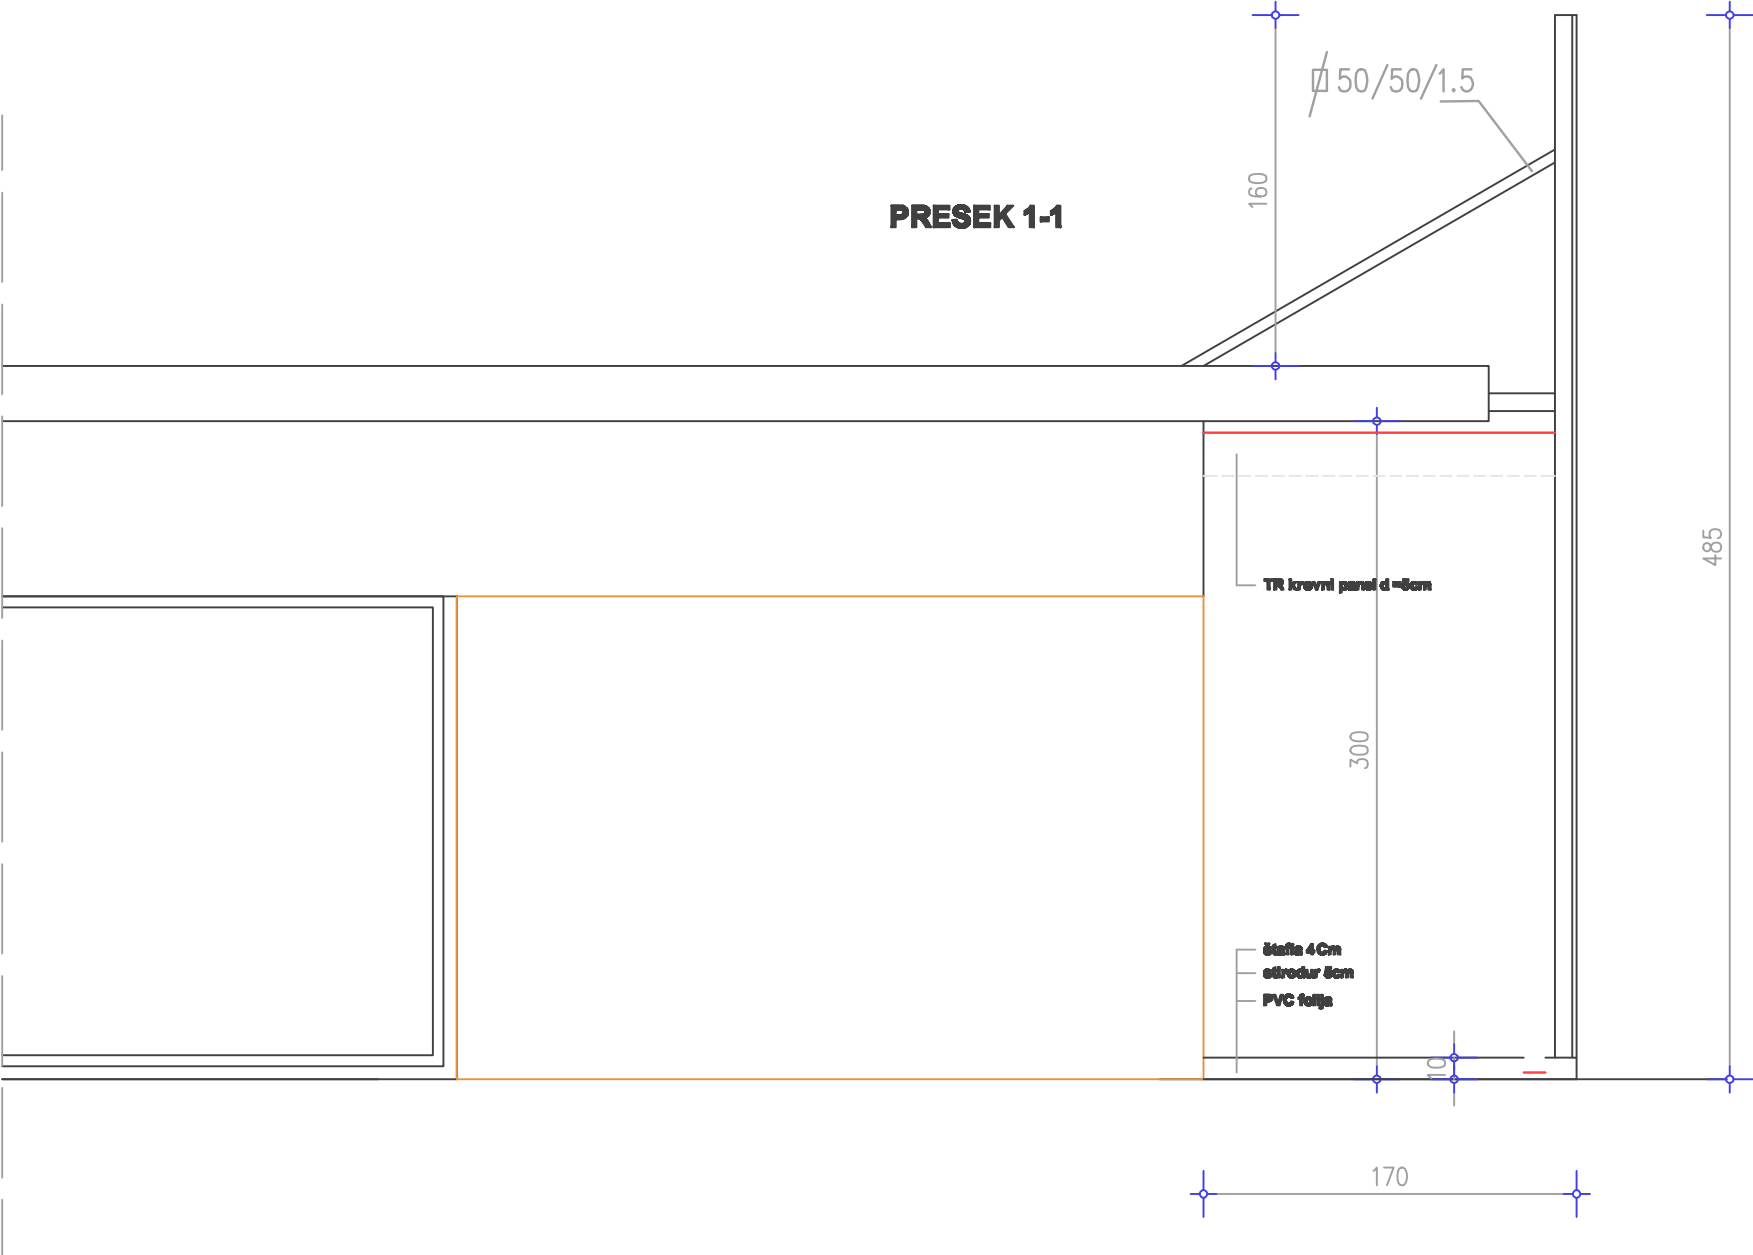 50/50/1.5
160
PRESEK 1-1
485
TR krovni panel d =5cm
300
štafla 4Cm
stirodur 5cm
PVC folija
10
170